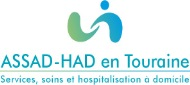 ASSAD-HAD en Touraine
Services, soins et hospitalisation à domicile